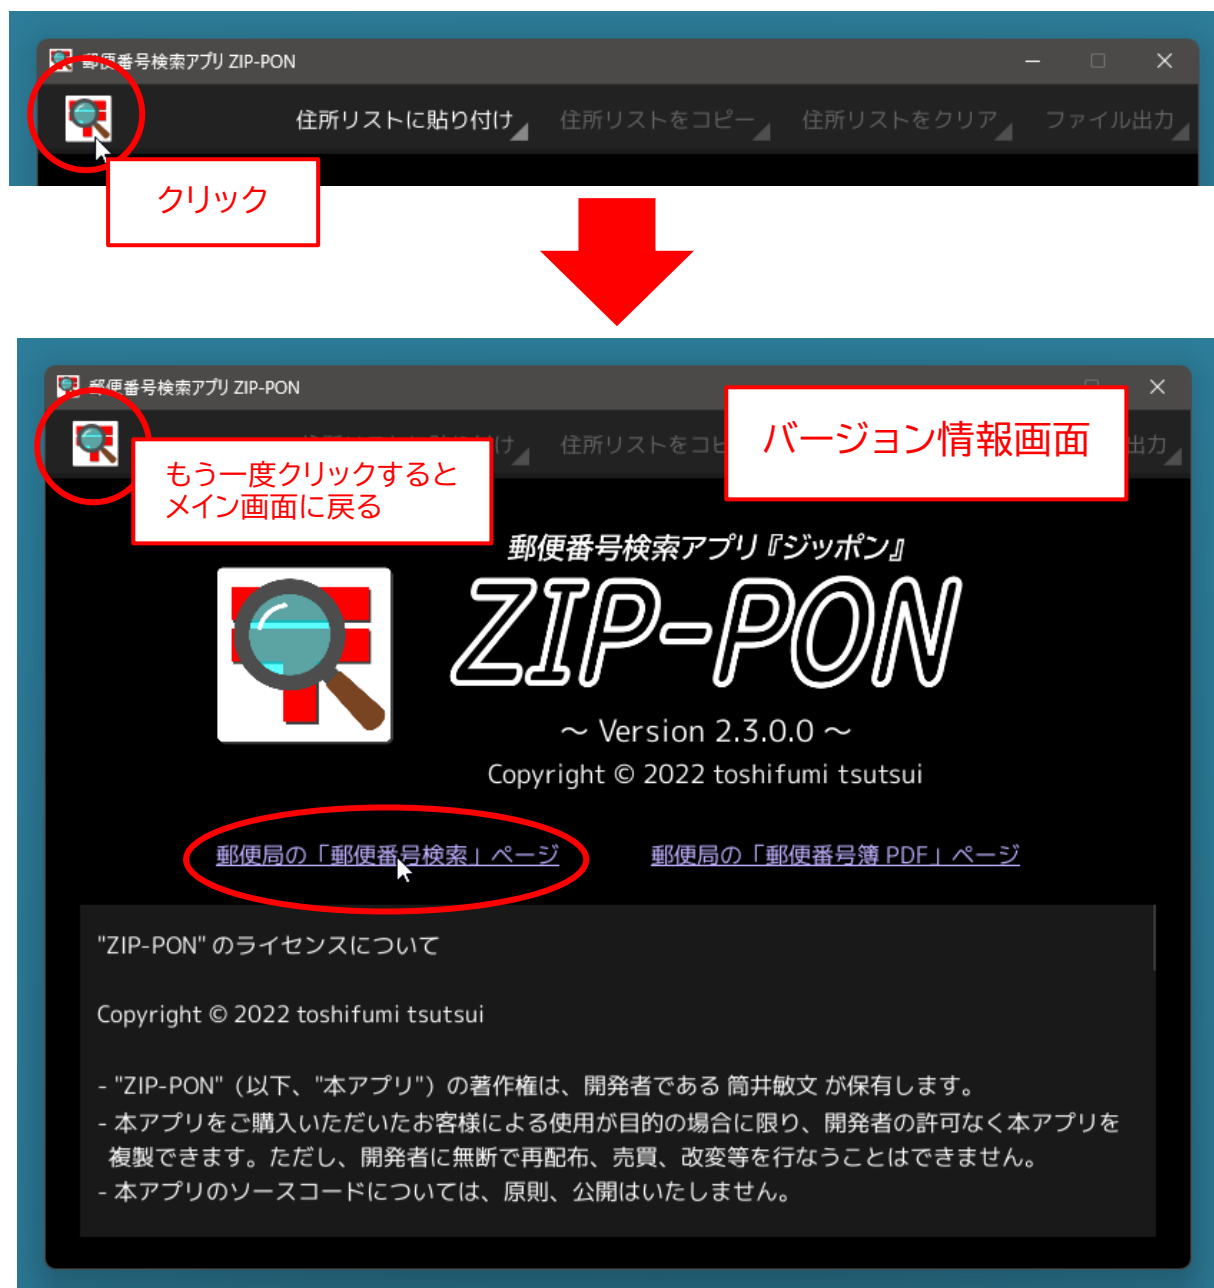 郵便番号検索アプリ ZIP-PON
住所リストに貼り付け 住所リストをコピー 住所リストをクリア ファイル出力
クリック
郵便番号検索アプリ ZIP-PON
バージョン情報画面
住所リストをコピ 出力
もう一度クリックすると
メイン画面に戻る
郵便番号検索アプリ『ジッポン』
ZIP-PON
～ Version 2.3.0.0 ～
Copyright © 2022 toshifumi tsutsui
郵便局の「郵便番号検索」ページ 郵便局の「郵便番号簿 PDF」ページ
"ZIP-PON" のライセンスについて
Copyright © 2022 toshifumi tsutsui
- "ZIP-PON"（以下、"本アプリ"）の著作権は、開発者である 筒井敏文 が保有します。
- 本アプリをご購入いただいたお客様による使用が目的の場合に限り、開発者の許可なく本アプリを
複製できます。ただし、開発者に無断で再配布、売買、改変等を行なうことはできません。
- 本アプリのソースコードについては、原則、公開はいたしません。